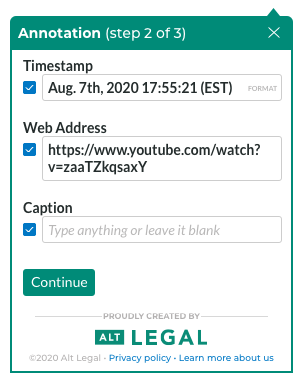 Annotation (step 2 of 3)
Timestamp
Aug. 7th, 2020 17:55:21 (EST) FORMAT
Web Address
https://www.youtube.com/watch?
v=zaaTZkqsaxY
Caption
Type anything or leave it blank
Continue
PROUDLY CREATED BY
ALT LEGAL
©2020 Alt Legal • Privacy policy • Learn more about us